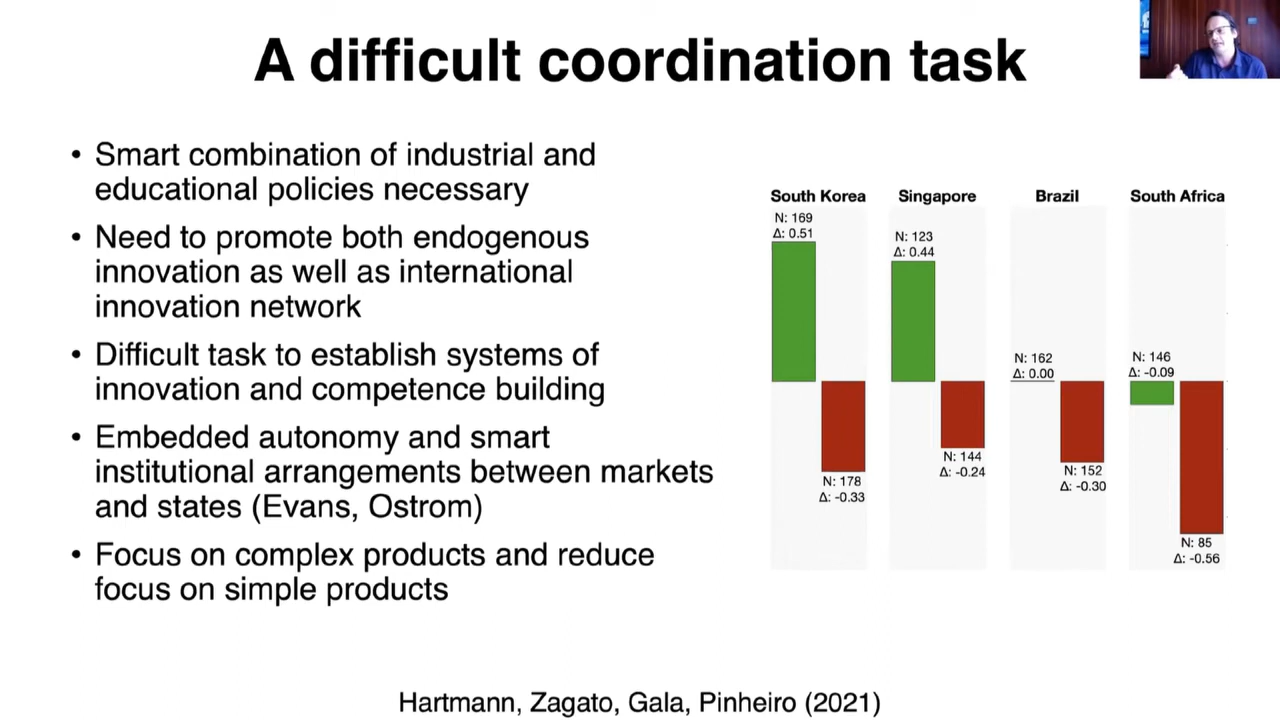 A difficult coordination task
• Smart combination of industrial and
educational policies necessary
• Need to promote both endogenous
innovation as well as international
innovation network
• Difficult task to establish systems of
innovation and competence building
• Embedded autonomy and smart
institutional arrangements between markets
and states (Evans, Ostrom)
• Focus on complex products and reduce
focus on simple products
South Korea
N: 169
Δ: 0.51
N: 178
Δ: -0.33
Singapore
N: 123
Δ: 0.44
N: 144
Δ: -0.24
Brazil
N: 162
Δ: 0.00
N: 152
Δ: -0.30
South Africa
N: 146
Δ: -0.09
N: 85
Δ: -0.56
Hartmann, Zagato, Gala, Pinheiro (2021)